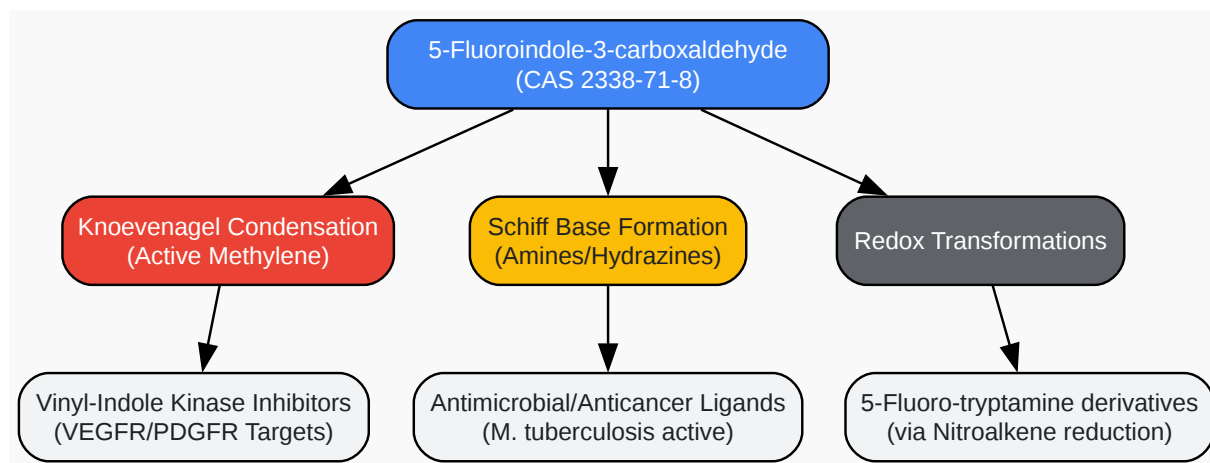 5-Fluoroindole-3-carboxaldehyde
(CAS 2338-71-8)
Knoevenagel Condensation
(Active Methylene)
Schiff Base Formation
(Amines/Hydrazines)
Redox Transformations
Vinyl-Indole Kinase Inhibitors
(VEGFR/PDGFR Targets)
Antimicrobial/Anticancer Ligands
(M. tuberculosis active)
5-Fluoro-tryptamine derivatives
(via Nitroalkene reduction)